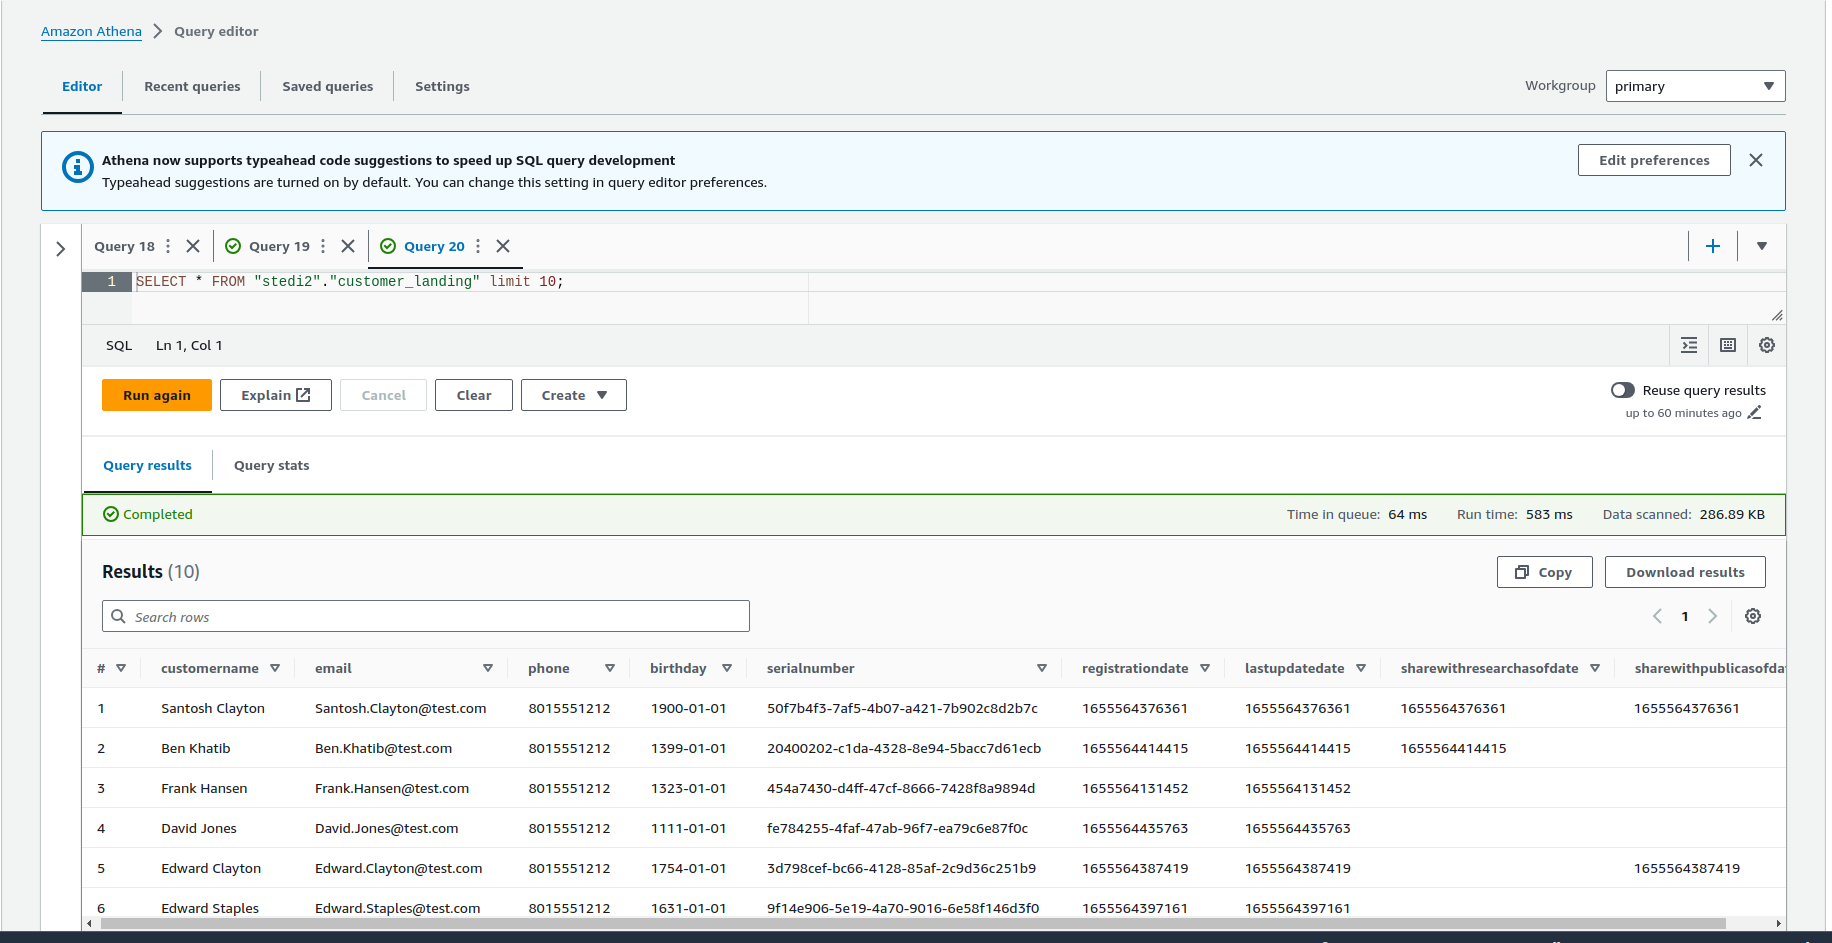 Amazon Athena > Query editor
Editor Recent queries Saved queries Settings Workgroup primary
Athena now supports typeahead code suggestions to speed up SQL query development
Typeahead suggestions are turned on by default. You can change this setting in query editor preferences.
Edit preferences
Query 18 Query 19 Query 20
1 SELECT * FROM "stedi2"."customer_landing" limit 10;
SQL Ln 1, Col 1
Run again Explain Cancel Clear Create
Reuse query results
up to 60 minutes ago
Query results Query stats
Completed Time in queue: 64 ms Run time: 583 ms Data scanned: 286.89 KB
Results (10) Copy Download results
Search rows 1
# customername email phone birthday serialnumber registrationdate lastupdatedate sharewithresearchasofdate sharewithpublicasofda
1 Santosh Clayton Santosh.Clayton@test.com 8015551212 1900-01-01 50f7b4f3-7af5-4b07-a421-7b902c8d2b7c 1655564376361 1655564376361 1655564376361 1655564376361
2 Ben Khatib Ben.Khatib@test.com 8015551212 1399-01-01 20400202-c1da-4328-8e94-5bacc7d61ecb 1655564414415 1655564414415 1655564414415
3 Frank Hansen Frank.Hansen@test.com 8015551212 1323-01-01 454a7430-d4ff-47cf-8666-7428f8a9894d 1655564131452 1655564131452
4 David Jones David.Jones@test.com 8015551212 1111-01-01 fe784255-4faf-47ab-96f7-ea79c6e87f0c 1655564435763 1655564435763
5 Edward Clayton Edward.Clayton@test.com 8015551212 1754-01-01 3d798cef-bc66-4128-85af-2c9d36c251b9 1655564387419 1655564387419 1655564387419
6 Edward Staples Edward.Staples@test.com 8015551212 1631-01-01 9f14e906-5e19-4a70-9016-6e58f146d3f0 1655564397161 1655564397161